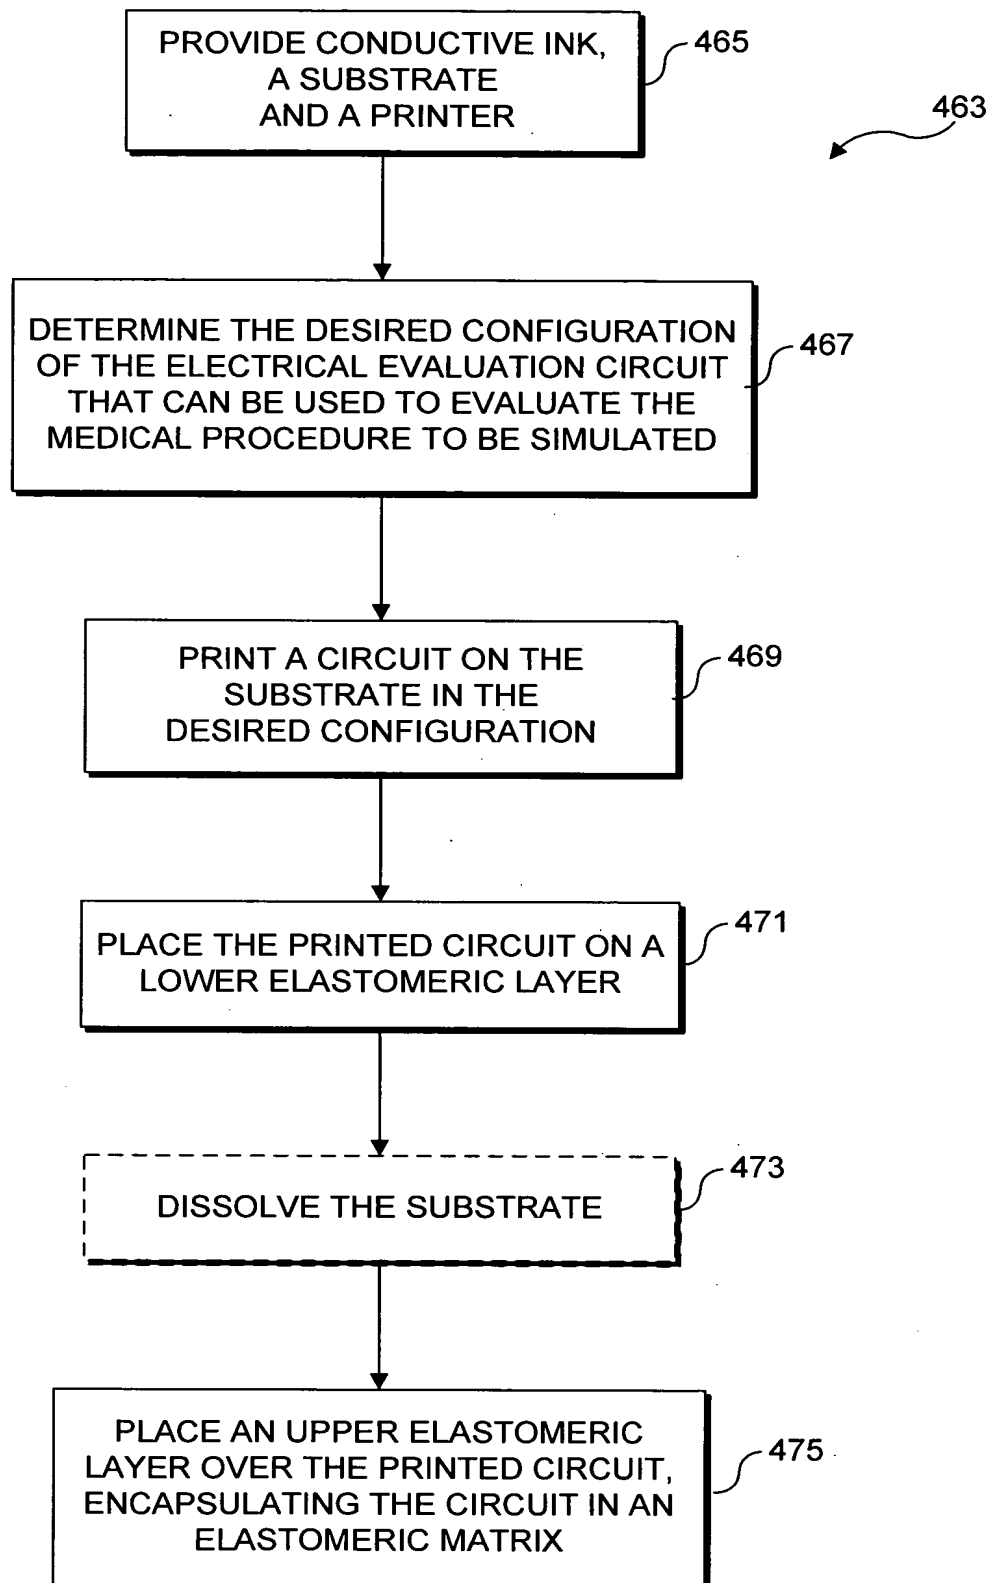 PROVIDE CONDUCTIVE INK,
A SUBSTRATE
AND A PRINTER
465
463
DETERMINE THE DESIRED CONFIGURATION
OF THE ELECTRICAL EVALUATION CIRCUIT
THAT CAN BE USED TO EVALUATE THE
MEDICAL PROCEDURE TO BE SIMULATED
467
PRINT A CIRCUIT ON THE
SUBSTRATE IN THE
DESIRED CONFIGURATION
469
PLACE THE PRINTED CIRCUIT ON A
LOWER ELASTOMERIC LAYER
471
DISSOLVE THE SUBSTRATE
473
PLACE AN UPPER ELASTOMERIC
LAYER OVER THE PRINTED CIRCUIT,
ENCAPSULATING THE CIRCUIT IN AN
ELASTOMERIC MATRIX
475